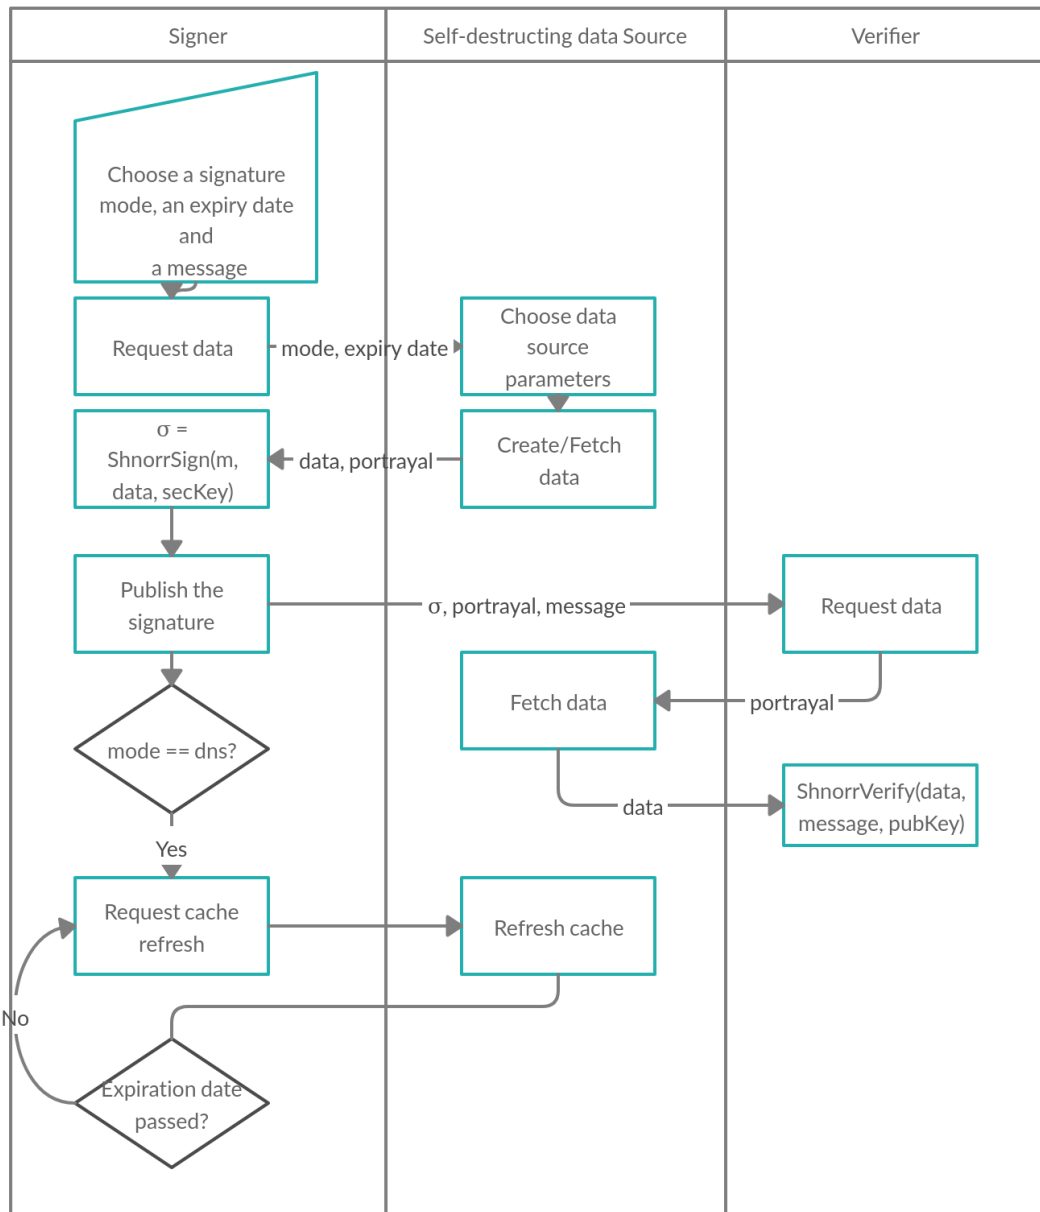 Signer
Self-destructing data Source
Verifier
Choose a signature
mode, an expiry date
and
a message
Request data
mode, expiry date
Choose data
source
parameters
σ =
ShnorrSign(m,
data, secKey)
data, portrayal
Create/Fetch
data
Publish the
signature
σ, portrayal, message
Request data
Fetch data
portrayal
mode == dns?
data
ShnorrVerify(data,
message, pubKey)
Yes
Request cache
refresh
Refresh cache
No
Expiration date
passed?